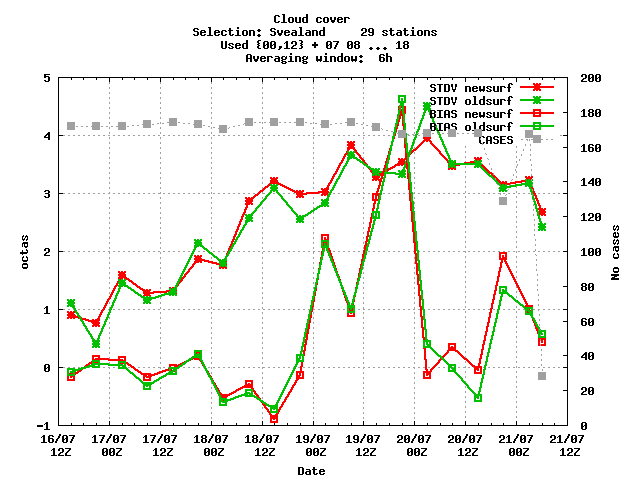 Cloud cover
Selection: Svealand     29 stations
Used {00,12} + 07 08 ... 18
Averaging window:  6h
STDV newsurf
STDV oldsurf
BIAS newsurf
BIAS oldsurf
CASES
5
4
3
2
1
0
-1
octas
200
180
160
140
120
100
80
60
40
20
0
No cases
16/07 17/07 17/07 18/07 18/07 19/07 19/07 20/07 20/07 21/07 21/07
12Z 00Z 12Z 00Z 12Z 00Z 12Z 00Z 12Z 00Z 12Z
Date